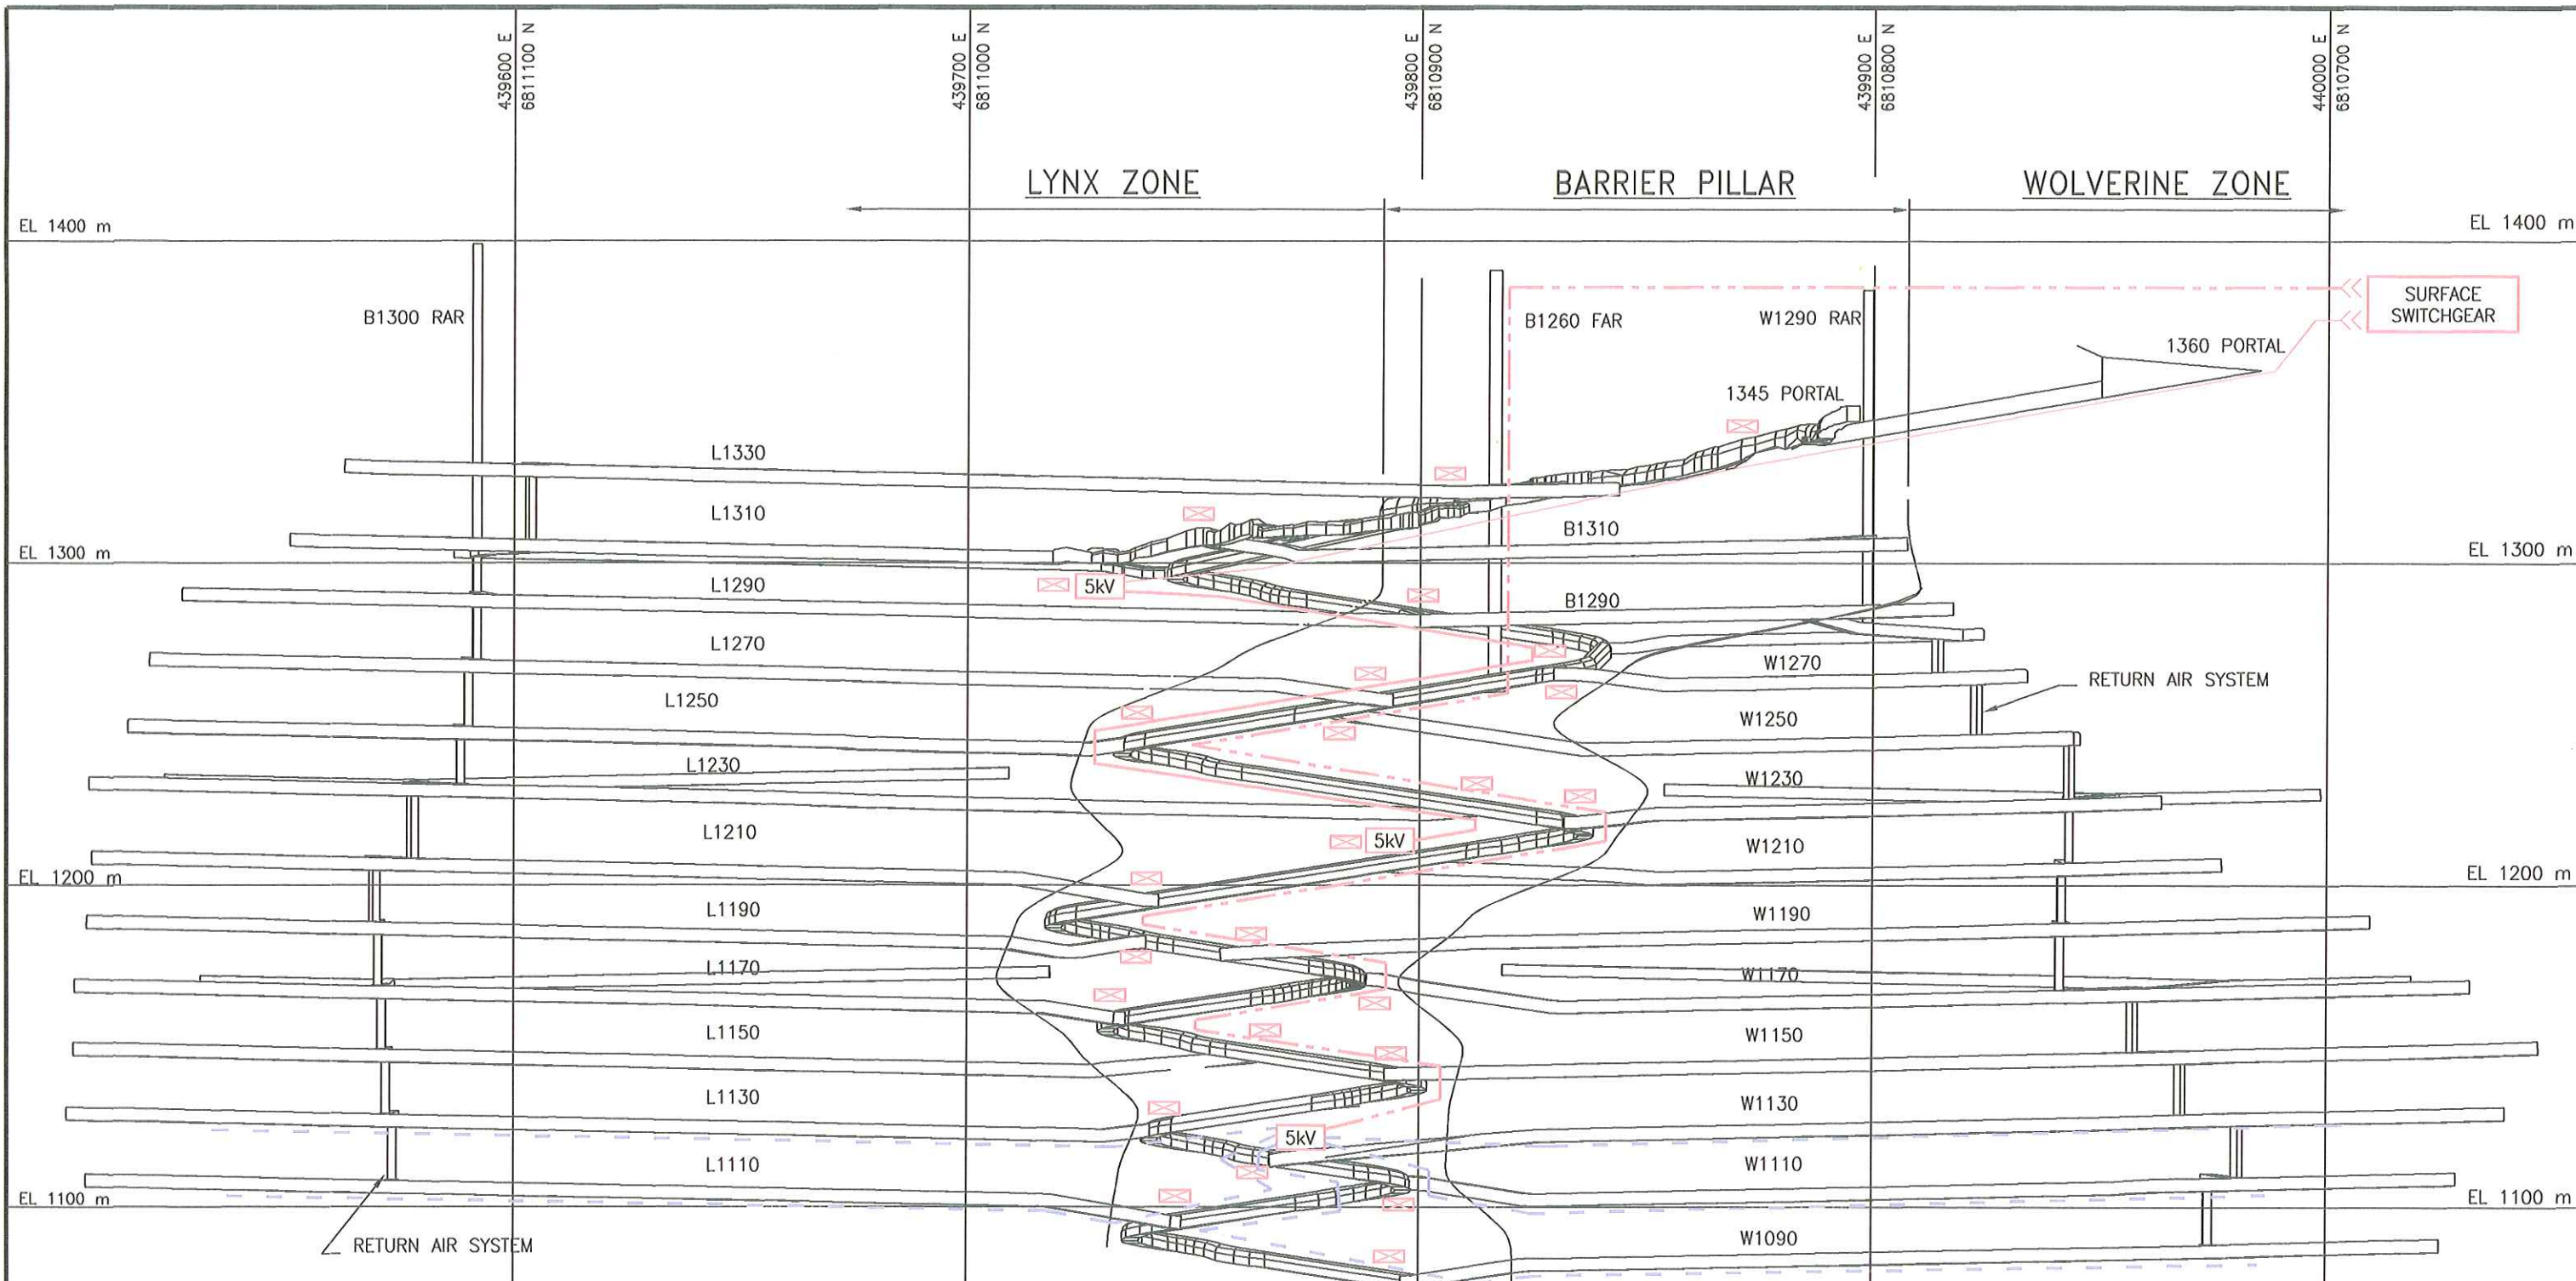 439600 E
6811100 N
439700 E
6811000 N
439800 E
6810900 N
439900 E
6810800 N
440000 E
6810700 N
LYNX ZONE
BARRIER PILLAR
WOLVERINE ZONE
EL 1400 m
EL 1400 m
SURFACE
SWITCHGEAR
B1300 RAR
B1260 FAR
W1290 RAR
1360 PORTAL
1345 PORTAL
L1330
L1310
B1310
EL 1300 m
EL 1300 m
5kV
L1290
B1290
L1270
W1270
RETURN AIR SYSTEM
L1250
W1250
L1230
W1230
L1210
5kV
W1210
EL 1200 m
EL 1200 m
L1190
W1190
L1170
W1170
L1150
W1150
L1130
W1130
5kV
L1110
W1110
EL 1100 m
EL 1100 m
RETURN AIR SYSTEM
W1090